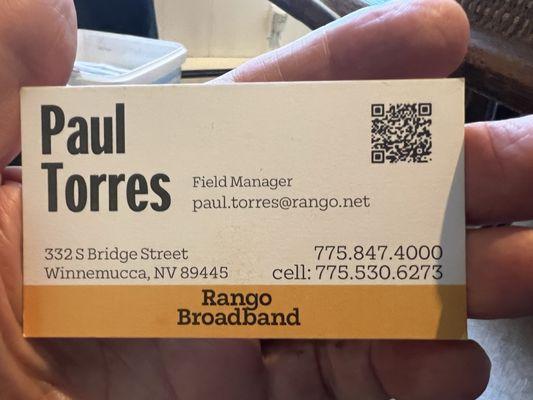 Paul
Torres
Field Manager
paul.torres@rango.net
332 S Bridge Street
Winnemucca, NV 89445
775.847.4000
cell: 775.530.6273
Rango
Broadband